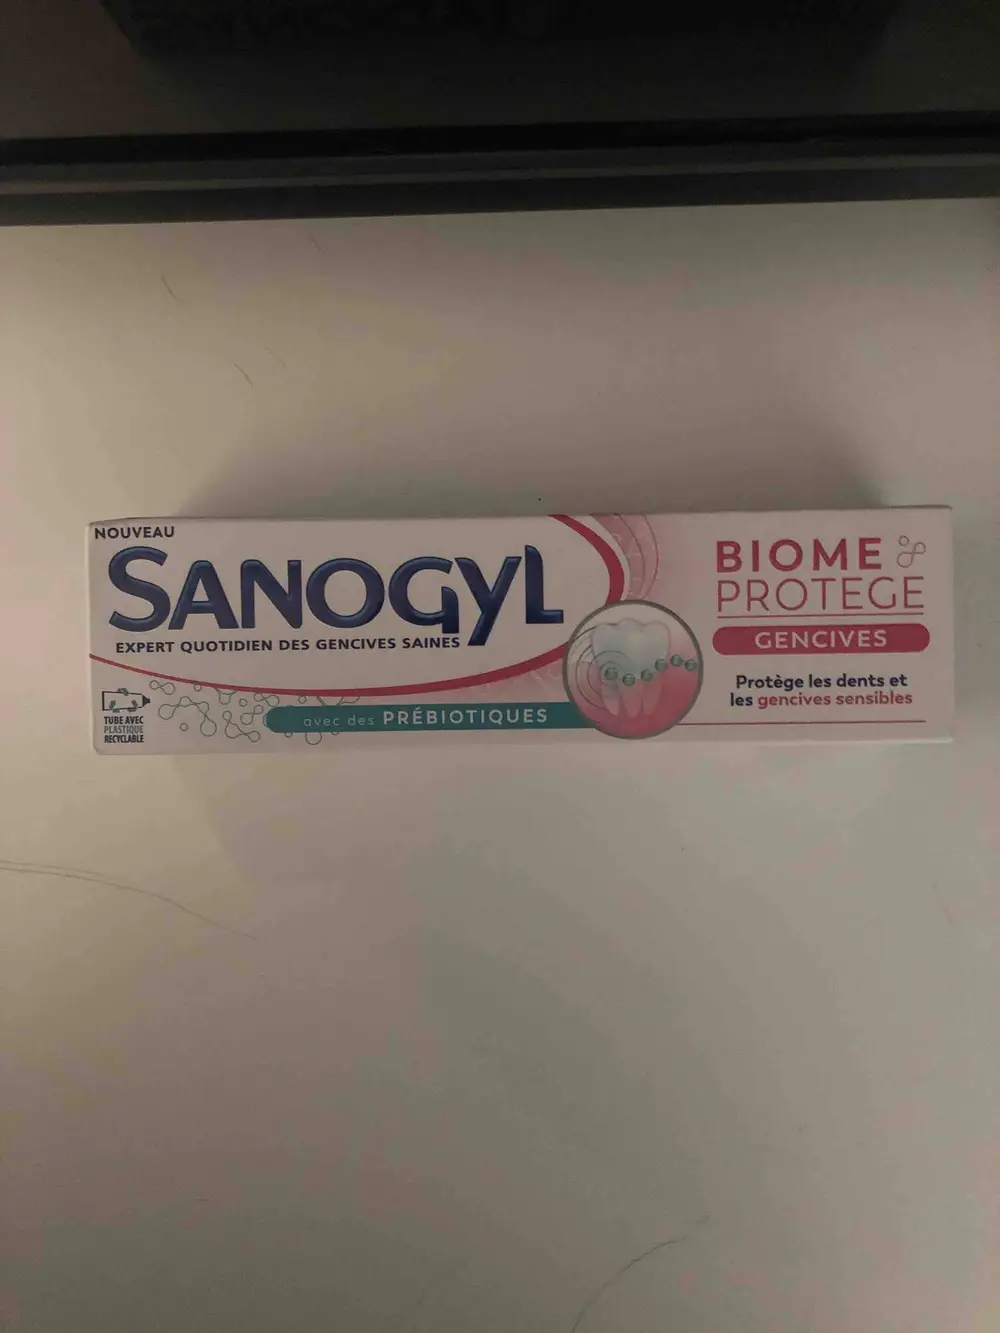 NOUVEAU
SANOGYL
EXPERT QUOTIDIEN DES GENCIVES SAINES
avec des PRÉBIOTIQUES
TUBE AVEC
PLASTIQUE
RECYCLABLE
BIOME
PROTEGE
GENCIVES
Protège les dents et
les gencives sensibles